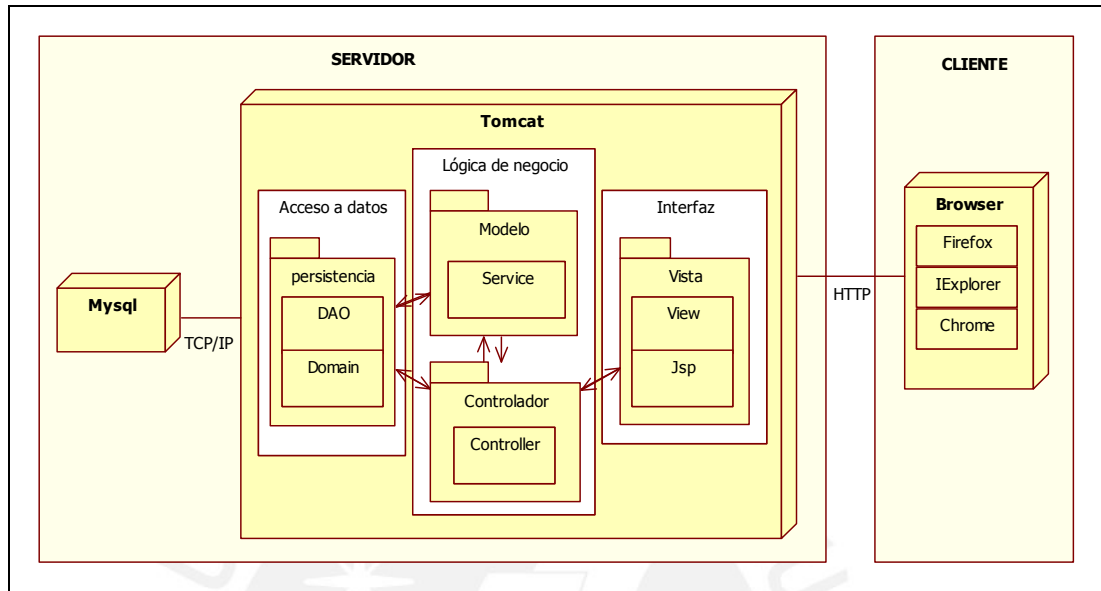 SERVIDOR
CLIENTE
Tomcat
Lógica de negocio
Acceso a datos
Interfaz
Browser
Modelo
Firefox
persistencia
Service
Vista
IExplorer
Mysql
DAO
View
HTTP
Chrome
TCP/IP
Domain
Jsp
Controlador
Controller